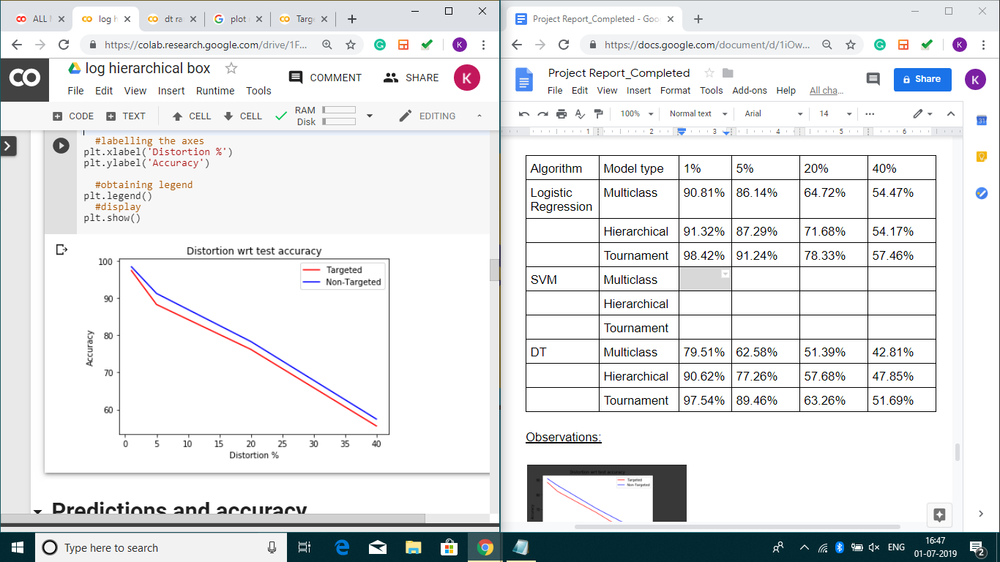 ALL
log h
dt ra
plot
Targ
https://colab.research.google.com/drive/1F...
K
CO
log hierarchical box
COMMENT
SHARE
K
File Edit View Insert Runtime Tools
CODE TEXT CELL CELL
RAM
Disk
EDITING
#labelling the axes
plt.xlabel('Distortion %')
plt.ylabel('Accuracy')
#obtaining legend
plt.legend()
#display
plt.show()
Distortion wrt test accuracy
Targeted
Non-Targeted
100
90
80
70
60
Accuracy
0 5 10 15 20 25 30 35 40
Distortion %
Predictions and accuracy
Project Report_Completed - Goo
https://docs.google.com/document/d/1iOw...
K
Project Report_Completed
File Edit View Insert Format Tools Add-ons Help All cha...
Share
K
100% Normal text Arial 14
1 2 3 4 5 6
31
Algorithm Model type 1% 5% 20% 40%
Logistic Regression Multiclass 90.81% 86.14% 64.72% 54.47%
Hierarchical 91.32% 87.29% 71.68% 54.17%
Tournament 98.42% 91.24% 78.33% 57.46%
SVM Multiclass
Hierarchical
Tournament
DT Multiclass 79.51% 62.58% 51.39% 42.81%
Hierarchical 90.62% 77.26% 57.68% 47.85%
Tournament 97.54% 89.46% 63.26% 51.69%
Observations:
Distortion wrt test accuracy
Targeted
Non-Targeted
Type here to search
ENG
16:47
01-07-2019
2